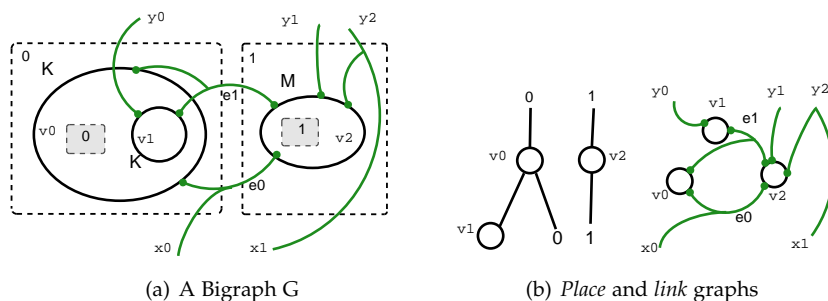 y0 y1 y2
0 1
K M
e1
v0 0 v1 1 v2
K
e0
x0 x1
(a) A Bigraph G
0 1 y0 v1 y1 y2
e1
v0 v2
v0 v2
v1 e0
0 1 x0 x1
(b) Place and link graphs